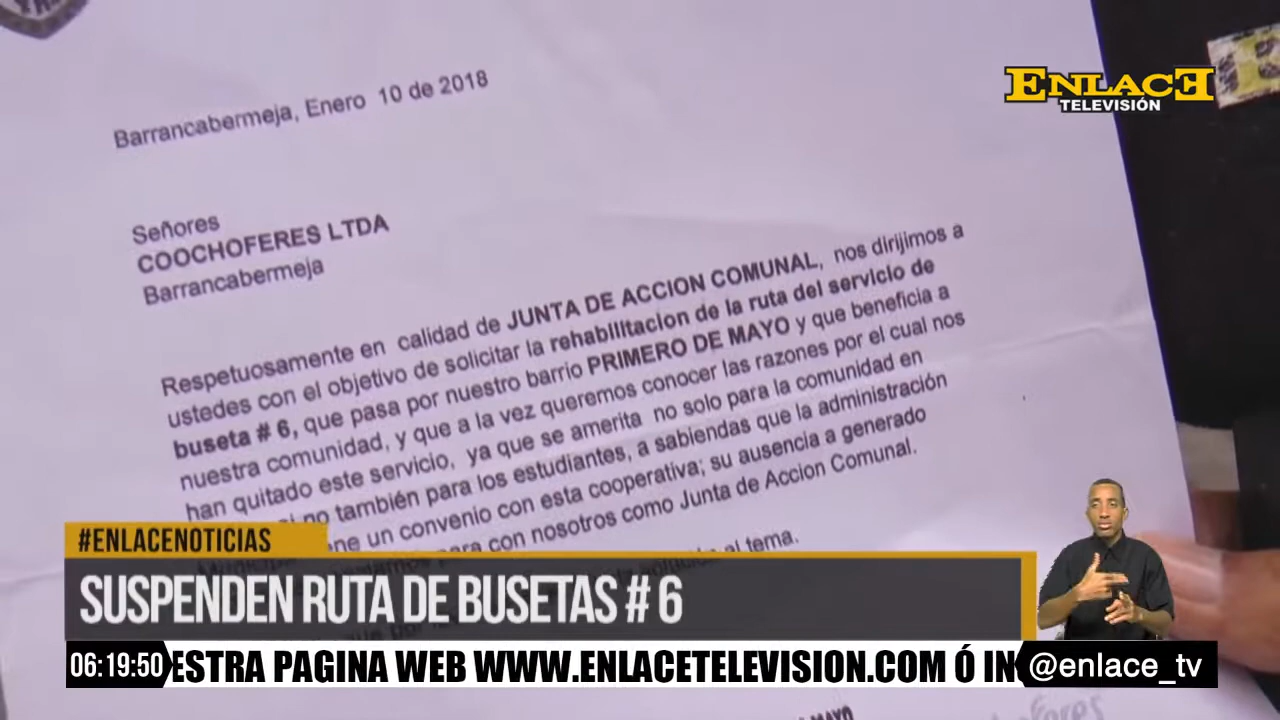 Barrancabermeja, Enero 10 de 2018
ENLACE
TELEVISIÓN
Señores
COOCHOFERES LTDA
Barrancabermeja
Respetuosamente en calidad de JUNTA DE ACCION COMUNAL, nos dirijimos a
ustedes con el objetivo de solicitar la rehabilitacion de la ruta del servicio de
buseta # 6, que pasa por nuestro barrio PRIMERO DE MAYO y que beneficia a
nuestra comunidad, y que a la vez queremos conocer las razones por el cual nos
han quitado este servicio, ya que se amerita no solo para la comunidad en
no también para los estudiantes, a sabiendas que la administración
un convenio con esta cooperativa; su ausencia a generado
para con nosotros como Junta de Accion Comunal.
al tema.
#ENLACENOTICIAS
SUSPENDEN RUTA DE BUSETAS # 6
06:19:50
ESTRA PAGINA WEB WWW.ENLACETELEVISION.COM Ó IN
@enlace_tv
MAYO